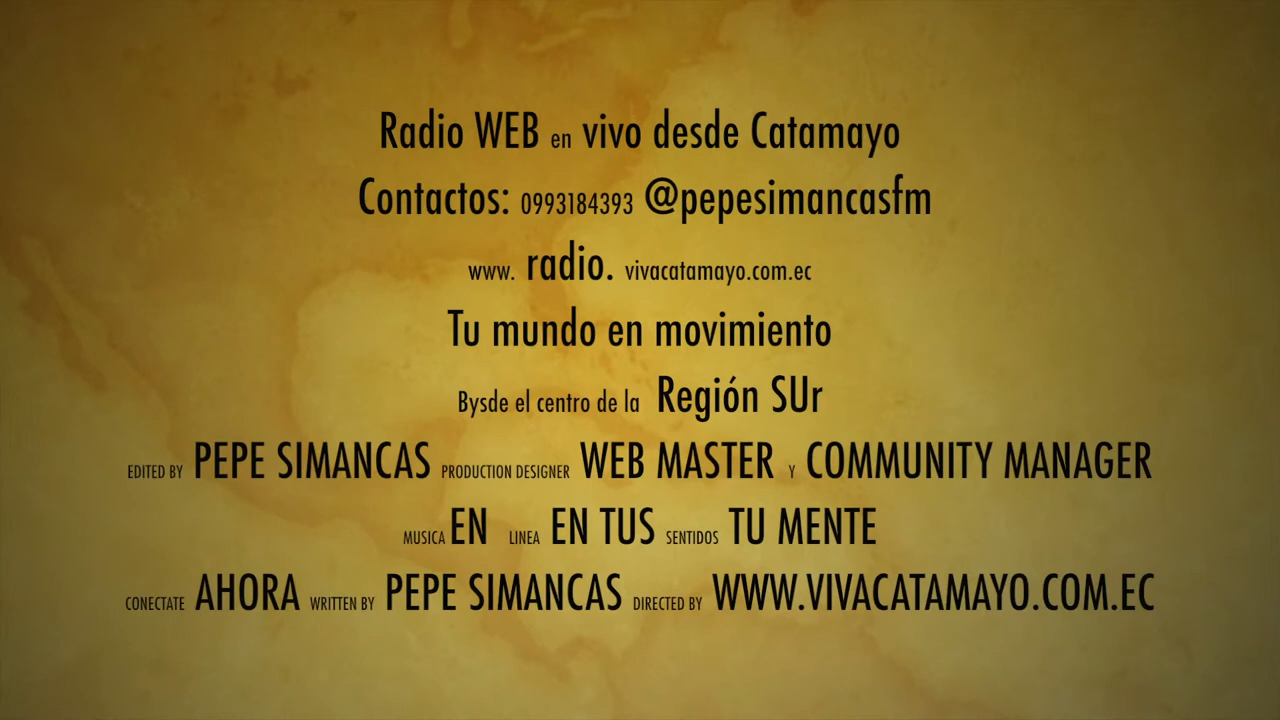 Radio WEB en vivo desde Catamayo
Contactos: 0993184393 @pepesimancasfm
www. radio. vivacatamayo.com.ec
Tu mundo en movimiento
Bysde el centro de la Región SUr
EDITED BY PEPE SIMANCAS PRODUCTION DESIGNER WEB MASTER Y COMMUNITY MANAGER
MUSICA EN LINEA EN TUS SENTIDOS TU MENTE
CONECTATE AHORA WRITTEN BY PEPE SIMANCAS DIRECTED BY WWW.VIVACATAMAYO.COM.EC